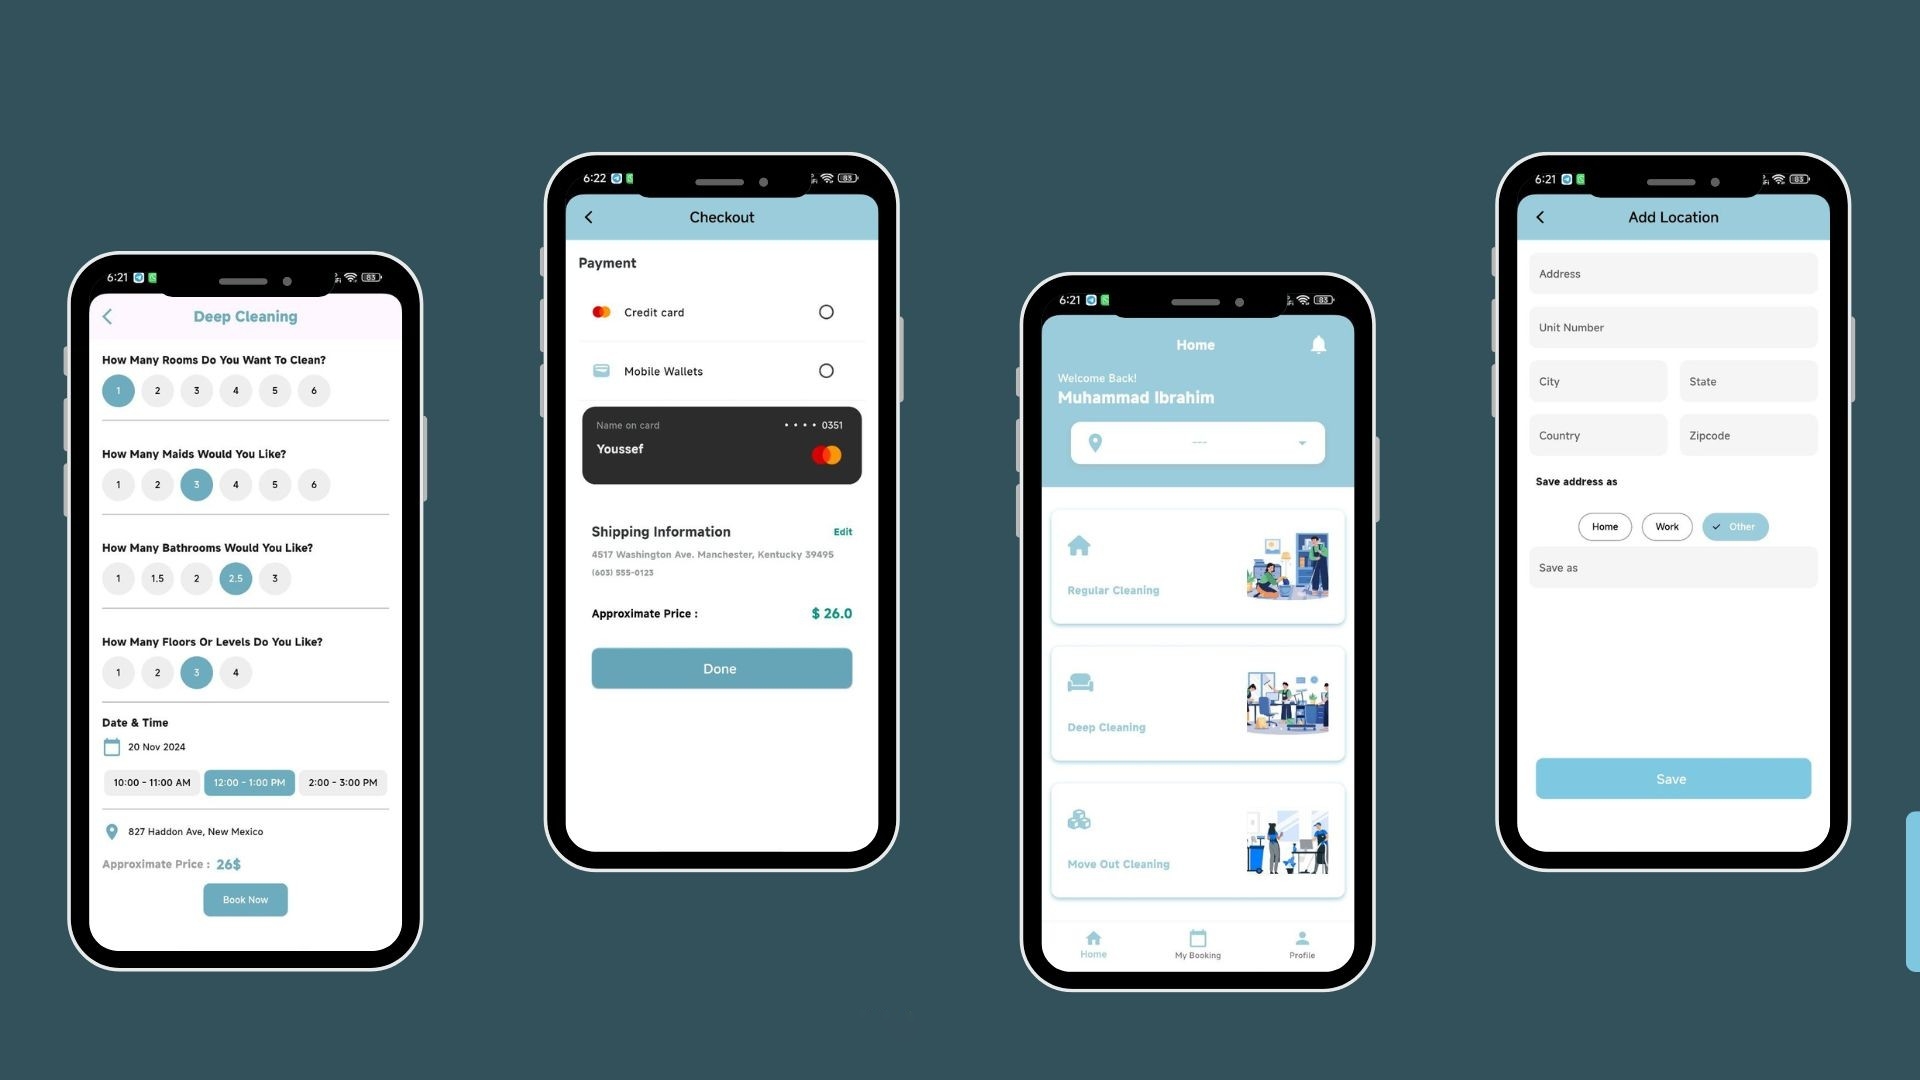 6:21
83
Deep Cleaning
How Many Rooms Do You Want To Clean?
1 2 3 4 5 6
How Many Maids Would You Like?
1 2 3 4 5 6
How Many Bathrooms Would You Like?
1 1.5 2 2.5 3
How Many Floors Or Levels Do You Like?
1 2 3 4
Date & Time
20 Nov 2024
10:00 - 11:00 AM 12:00 - 1:00 PM 2:00 - 3:00 PM
827 Haddon Ave, New Mexico
Approximate Price : 26$
Book Now
6:22
83
Checkout
Payment
Credit card
Mobile Wallets
Name on card • • • • 0351
Youssef
Shipping Information Edit
4517 Washington Ave. Manchester, Kentucky 39495
(603) 555-0123
Approximate Price : $ 26.0
Done
6:21
83
Home
Welcome Back!
Muhammad Ibrahim
---
Regular Cleaning
Deep Cleaning
Move Out Cleaning
Home My Booking Profile
6:21
83
Add Location
Address
Unit Number
City State
Country Zipcode
Save address as
Home Work Other
Save as
Save